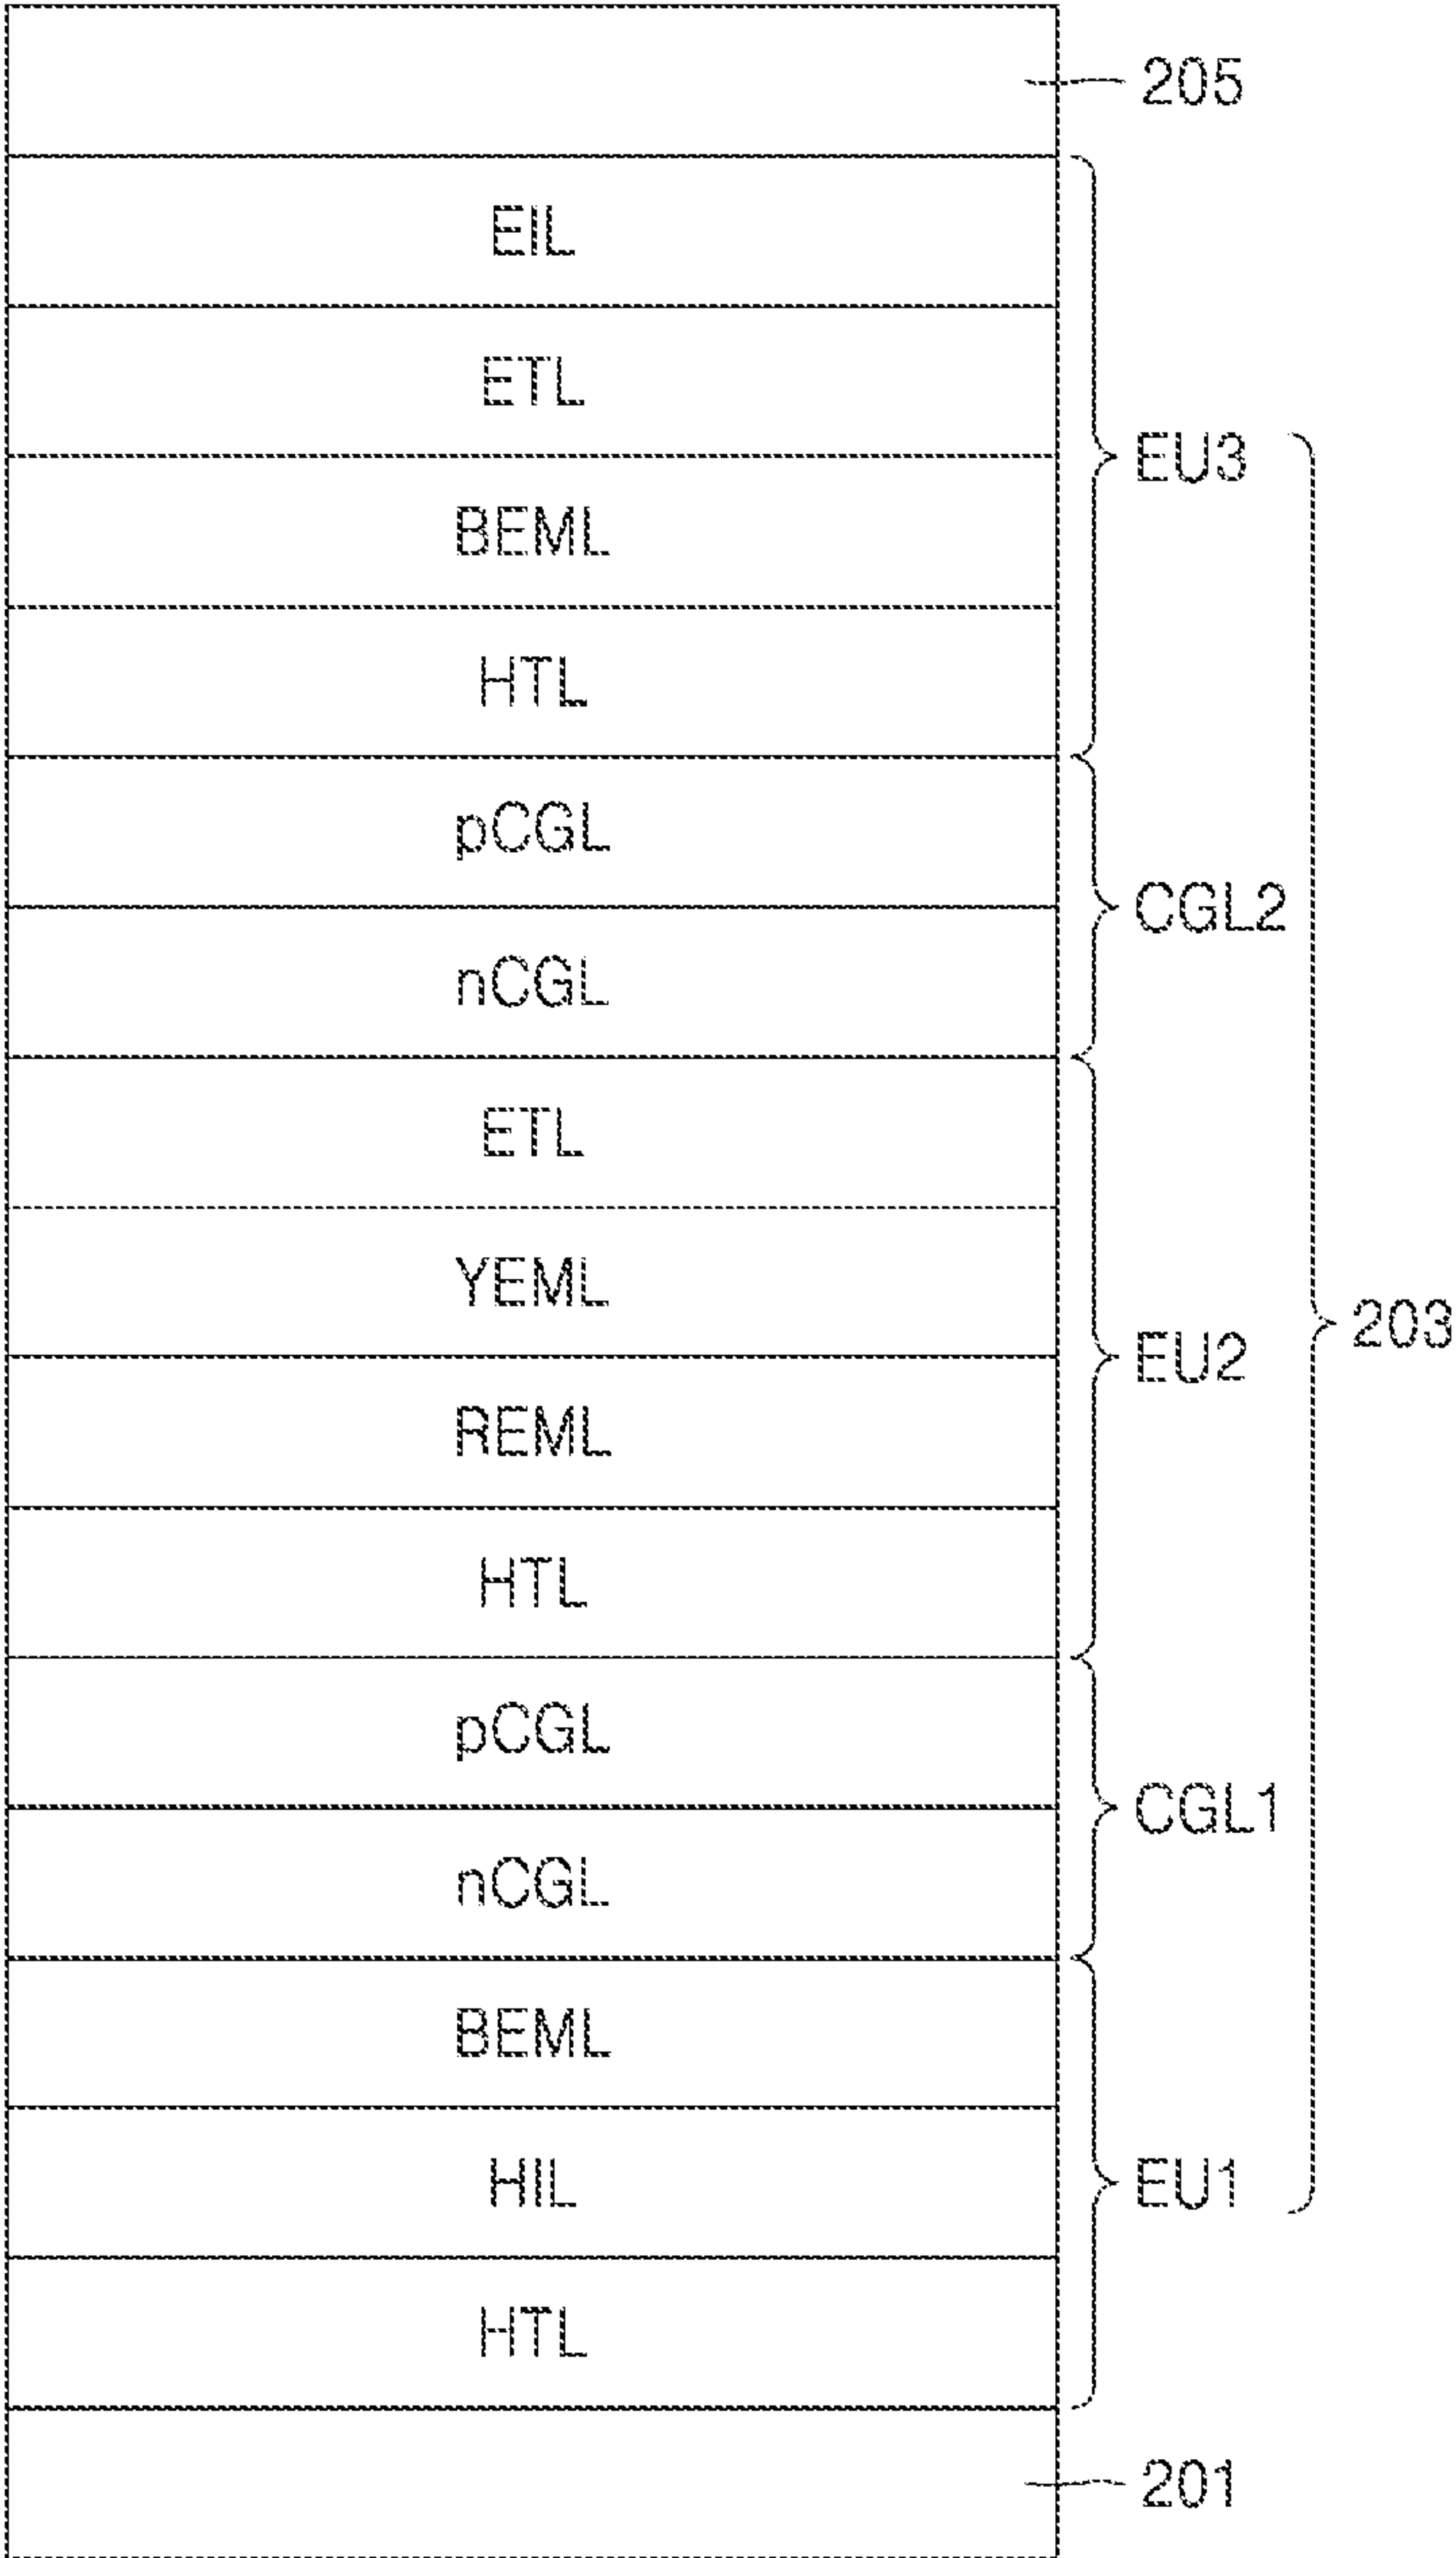 205
EIL
ETL
EU3
BEML
HTL
pCGL
CGL2
nCGL
ETL
YEML
203
EU2
REML
HTL
pCGL
CGL1
nCGL
BEML
HIL
EU1
HTL
201